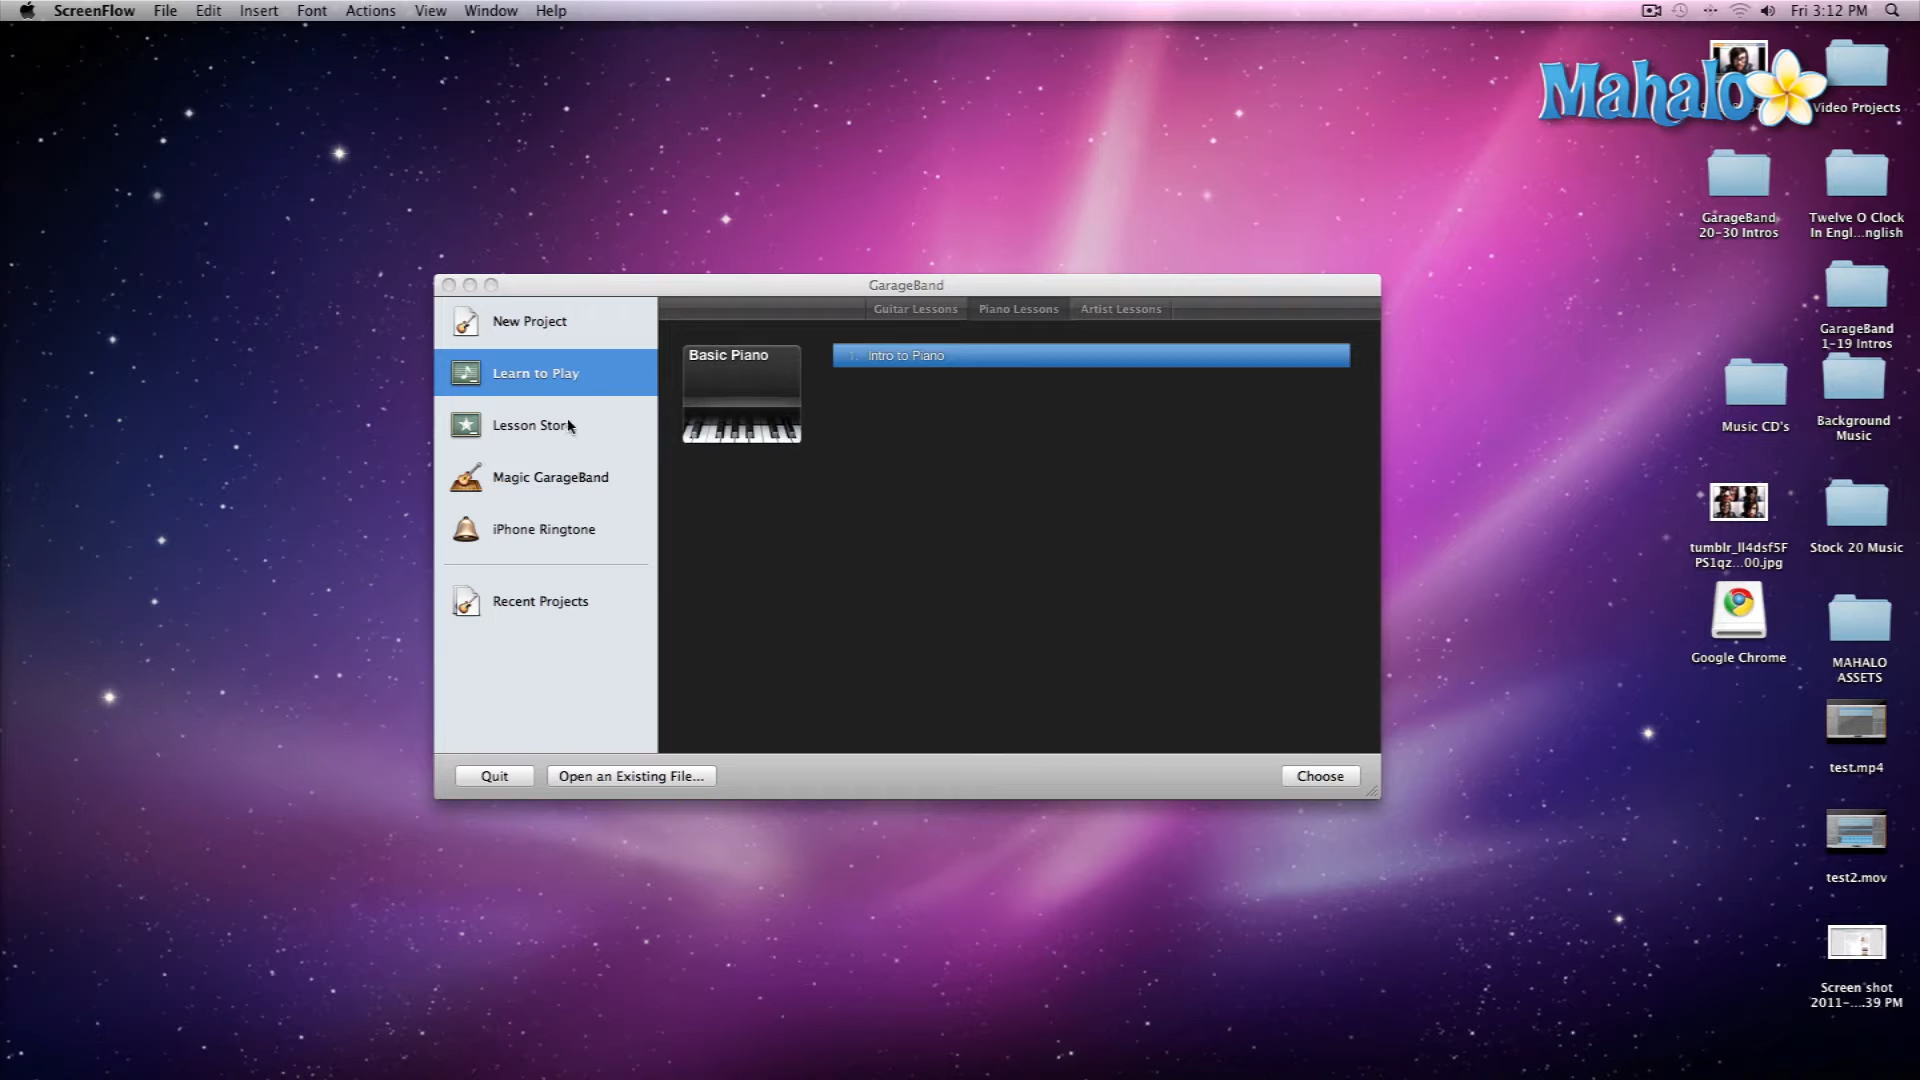 ScreenFlow File Edit Insert Font Actions View Window Help
Fri 3:12 PM
Mahalo
Video Projects
GarageBand
20-30 Intros
Twelve O Clock
In Engl...nglish
GarageBand
1-19 Intros
Music CD's
Background
Music
tumblr_ll4dsf5F
PS1qz...00.jpg
Stock 20 Music
Google Chrome
MAHALO
ASSETS
test.mp4
test2.mov
Screen shot
2011-....39 PM
GarageBand
New Project
Learn to Play
Lesson Store
Magic GarageBand
iPhone Ringtone
Recent Projects
Guitar Lessons Piano Lessons Artist Lessons
Basic Piano
1. Intro to Piano
Quit
Open an Existing File...
Choose